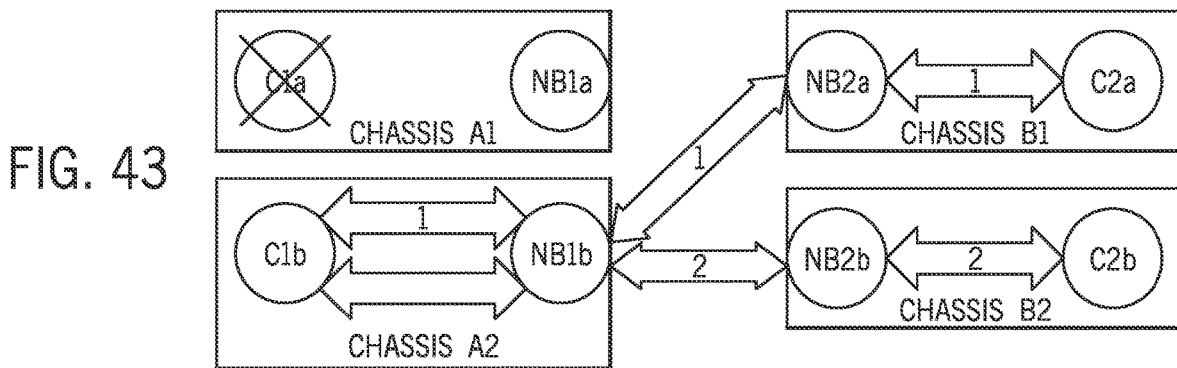 FIG. 43
C1a
NB1a
CHASSIS A1
NB2a
1
C2a
CHASSIS B1
1
C1b
1
NB1b
CHASSIS A2
2
NB2b
2
C2b
CHASSIS B2